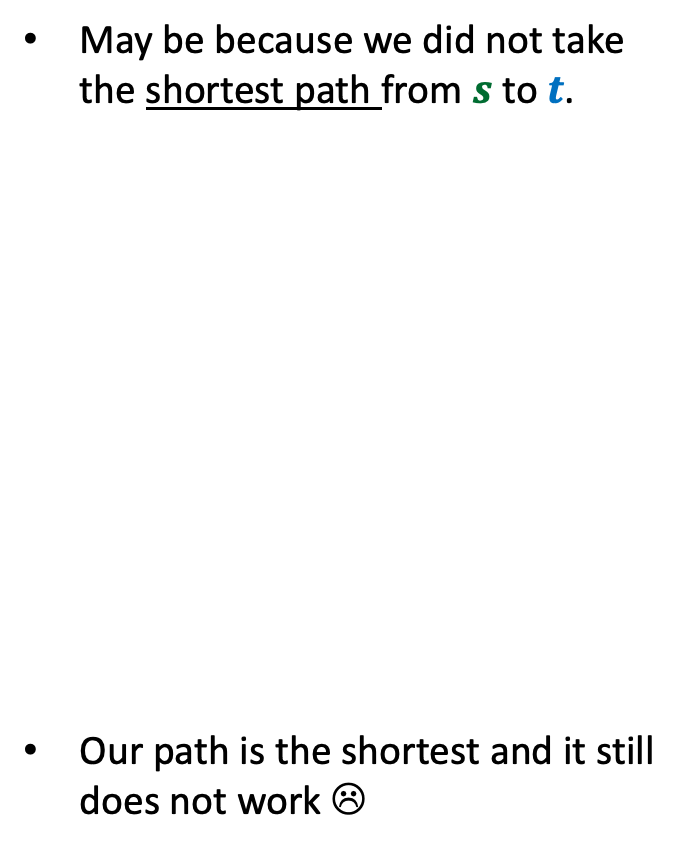 • May be because we did not take
the shortest path from s to t.
• Our path is the shortest and it still
does not work ☹